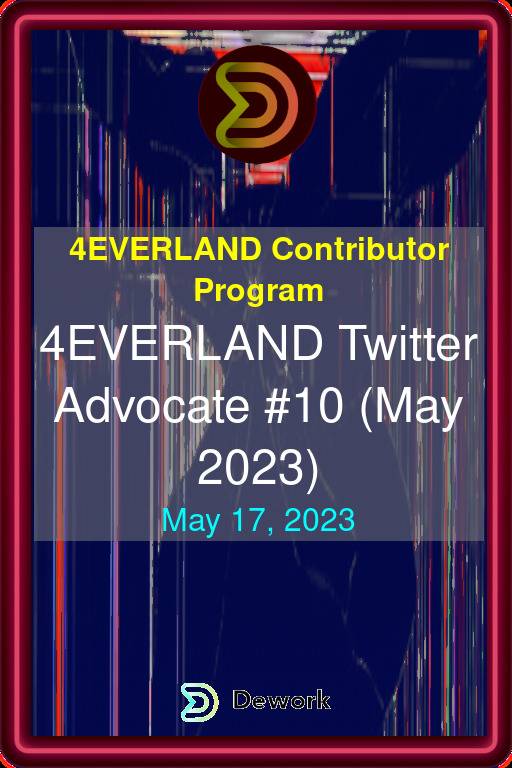 4EVERLAND Contributor
Program
4EVERLAND Twitter
Advocate #10 (May
2023)
May 17, 2023
Dework